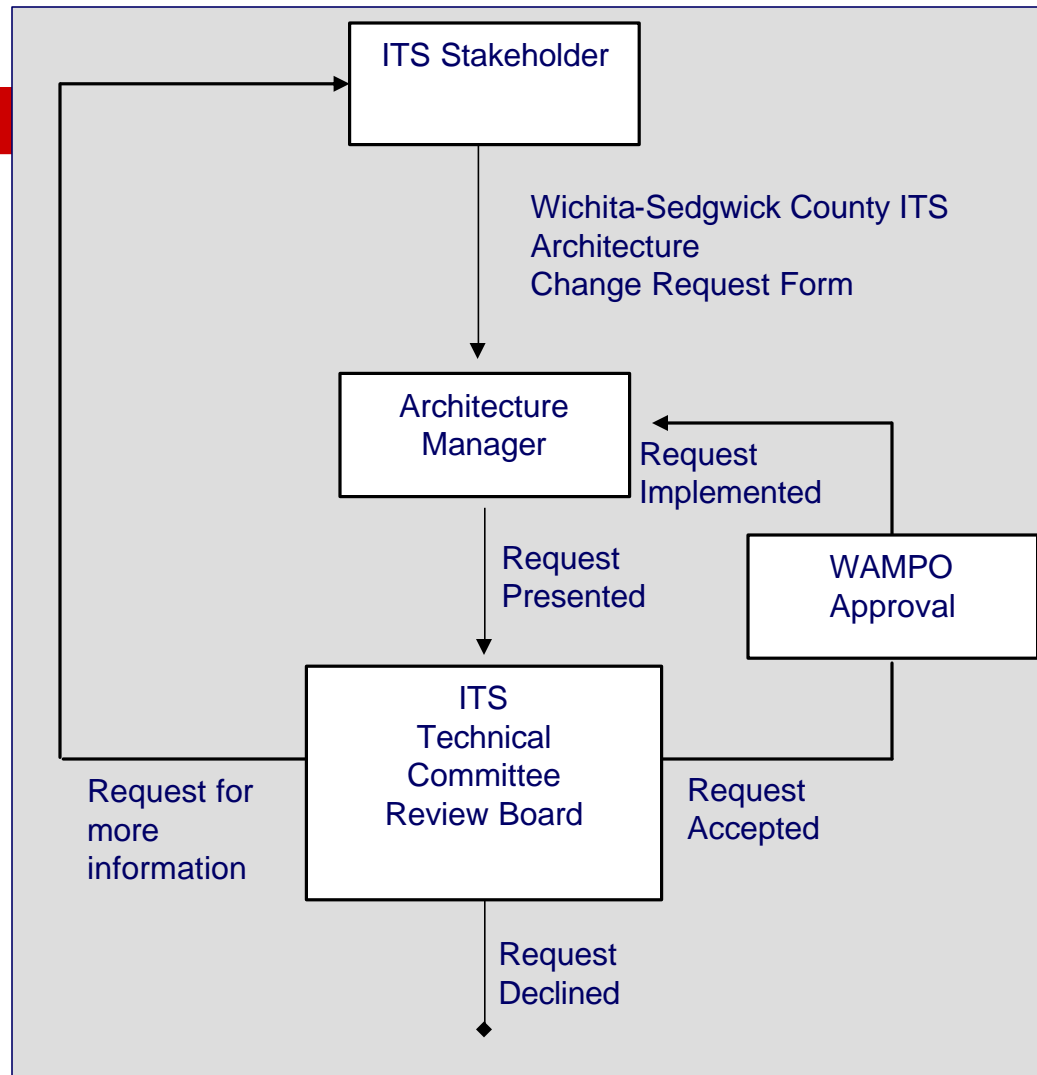 ITS Stakeholder
Wichita-Sedgwick County ITS
Architecture
Change Request Form
Architecture
Manager
Request
Implemented
Request
Presented
WAMPO
Approval
ITS
Technical
Committee
Review Board
Request for
more
information
Request
Accepted
Request
Declined